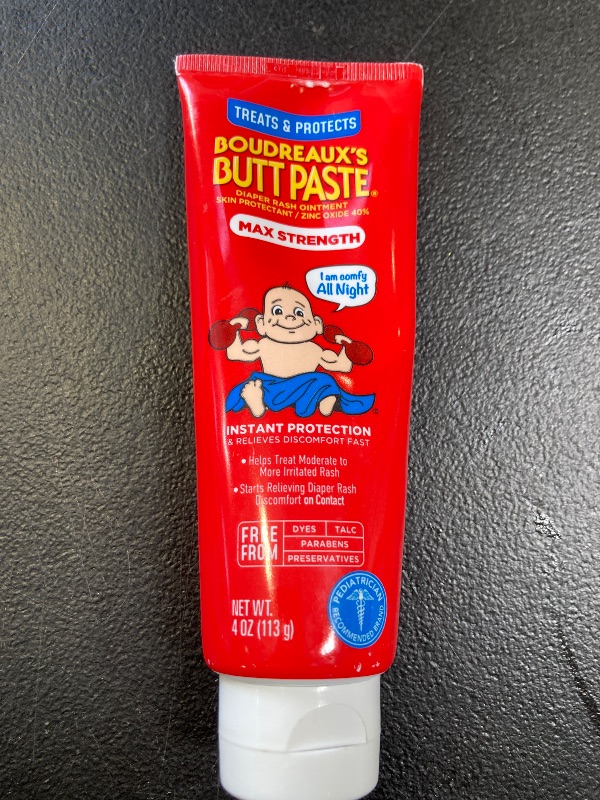 TREATS & PROTECTS
BOUDREAUX'S
BUTT PASTE®
DIAPER RASH OINTMENT
SKIN PROTECTANT / ZINC OXIDE 40%
MAX STRENGTH
I am comfy
All Night
INSTANT PROTECTION
& RELIEVES DISCOMFORT FAST
• Helps Treat Moderate to
More Irritated Rash
• Starts Relieving Diaper Rash
Discomfort on Contact
FREE
FROM
DYES TALC
PARABENS
PRESERVATIVES
NET WT.
4 OZ (113 g)
PEDIATRICIAN
RECOMMENDED BRAND